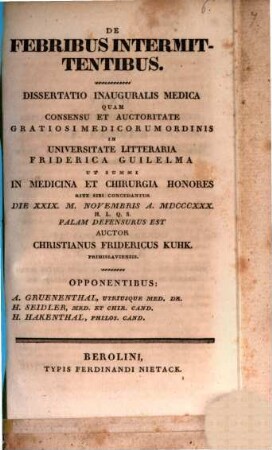 DE
FEBRIBUS INTERMIT-
TENTIBUS.
DISSERTATIO INAUGURALIS MEDICA
QUAM
CONSENSU ET AUCTORITATE
GRATIOSI MEDICORUM ORDINIS
IN
UNIVERSITATE LITTERARIA
FRIDERICA GUILELMA
UT SUMMI
IN MEDICINA ET CHIRURGIA HONORES
RITE SIBI CONCEDANTUR
DIE XXIX. M. NOVEMBRIS A. MDCCCXXX.
H. L. Q. S.
PALAM DEFENSURUS EST
AUCTOR
CHRISTIANUS FRIDERICUS KUHK.
OPPONENTIBUS:
A. GRUENENTHAL, UTRIUSQUE MED. DR.
H. SEIDLER, MED. ET CHIR. CAND.
H. HAKENTHAL, PHILOS. CAND.
BEROLINI,
TYPIS FERDINANDI NIETACK.